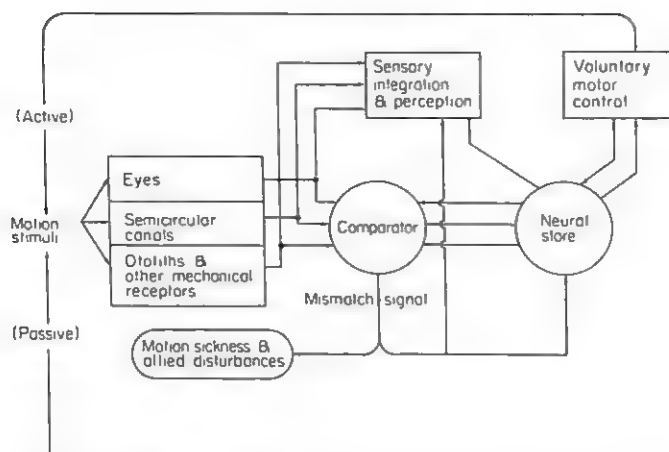 Sensory
integration
& perception
Voluntary
motor
control
(Active)
Eyes
Motion
stimuli
Semicircular
canals
Otoliths &
other mechanical
receptors
Comparator
Neural
store
Mismatch signal
(Passive)
Motion sickness &
allied disturbances